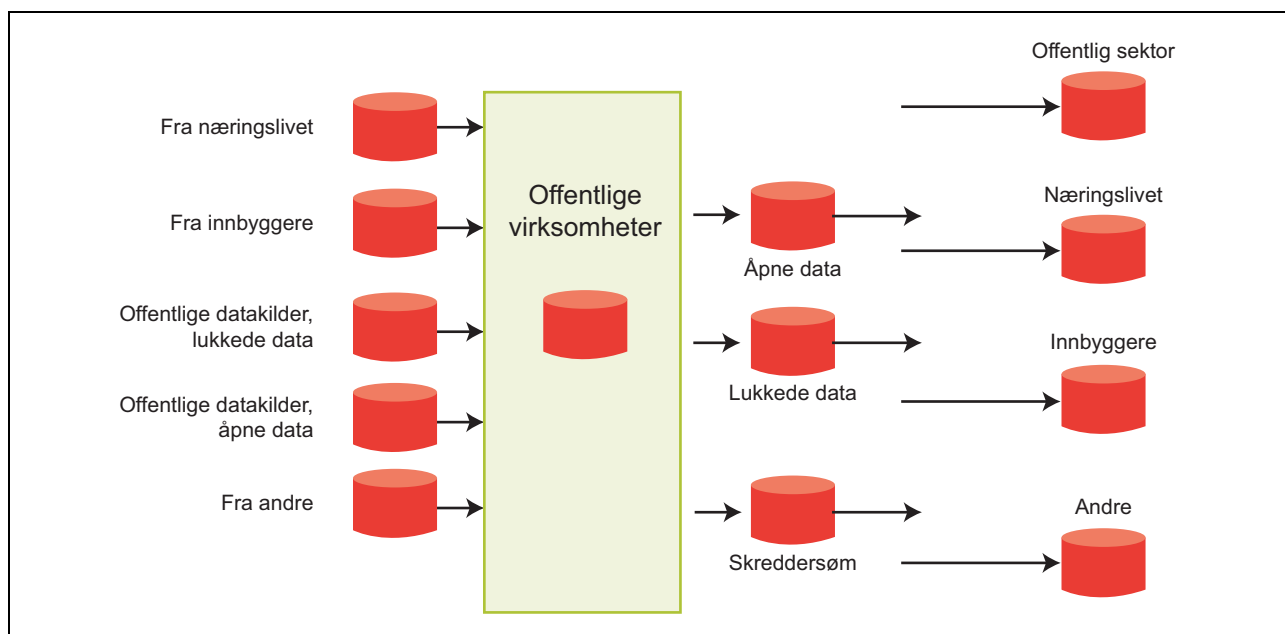 Fra næringslivet
Fra innbyggere
Offentlige datakilder,
lukkede data
Offentlige datakilder,
åpne data
Fra andre
Offentlige
virksomheter
Åpne data
Lukkede data
Skreddersøm
Offentlig sektor
Næringslivet
Innbyggere
Andre